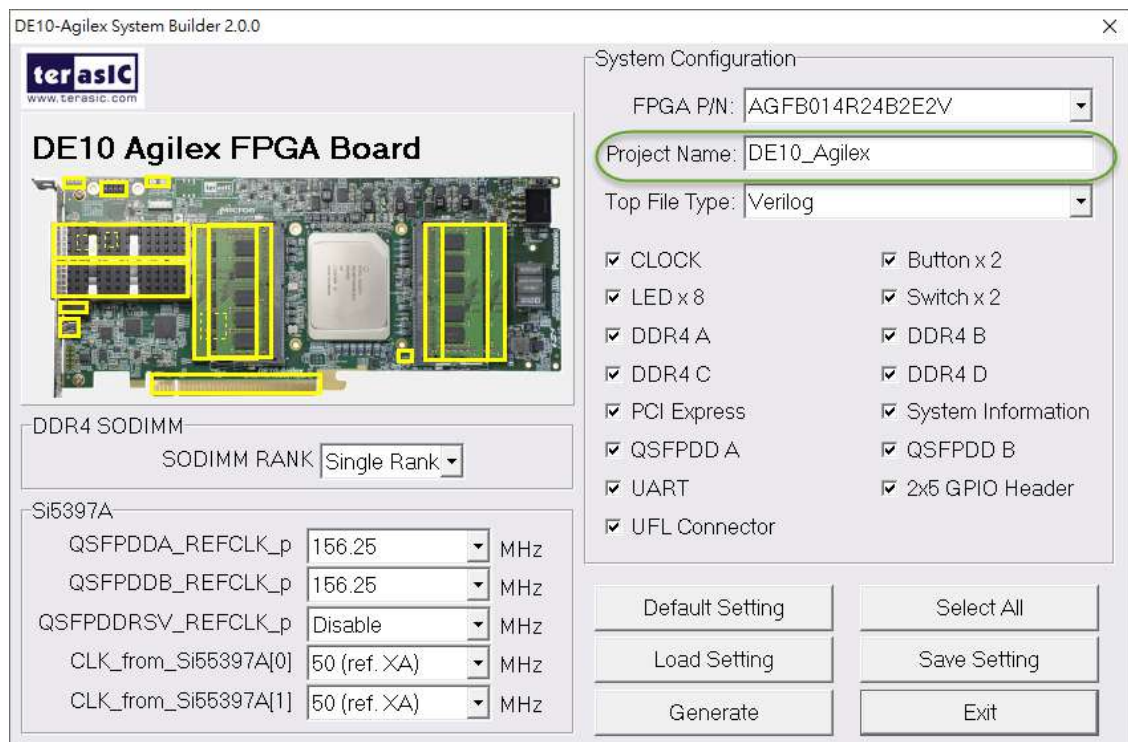 DE10-Agilex System Builder 2.0.0
terasIC
www.terasic.com
DE10 Agilex FPGA Board
DDR4 SODIMM
SODIMM RANK Single Rank
Si5397A
QSFPDDA_REFCLK_p 156.25 MHz
QSFPDDB_REFCLK_p 156.25 MHz
QSFPDDRSV_REFCLK_p Disable MHz
CLK_from_Si55397A[0] 50 (ref. XA) MHz
CLK_from_Si55397A[1] 50 (ref. XA) MHz
System Configuration
FPGA P/N: AGFB014R24B2E2V
Project Name: DE10_Agilex
Top File Type: Verilog
CLOCK Button x 2
LED x 8 Switch x 2
DDR4 A DDR4 B
DDR4 C DDR4 D
PCI Express System Information
QSFPDD A QSFPDD B
UART 2x5 GPIO Header
UFL Connector
Default Setting Select All
Load Setting Save Setting
Generate Exit